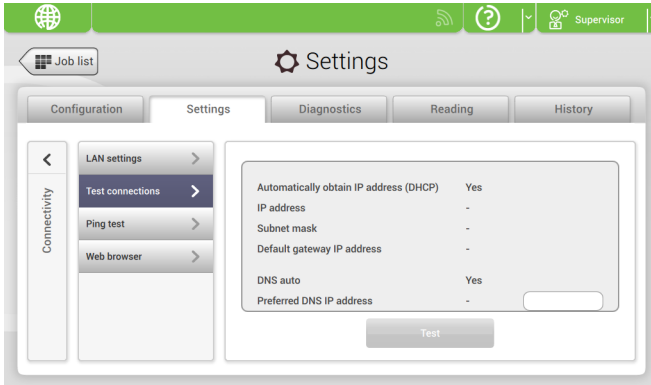 ? Supervisor
Job list
Settings
Configuration Settings Diagnostics Reading History
Connectivity
LAN settings
Test connections
Ping test
Web browser
Automatically obtain IP address (DHCP) Yes
IP address -
Subnet mask -
Default gateway IP address -
DNS auto Yes
Preferred DNS IP address -
Test